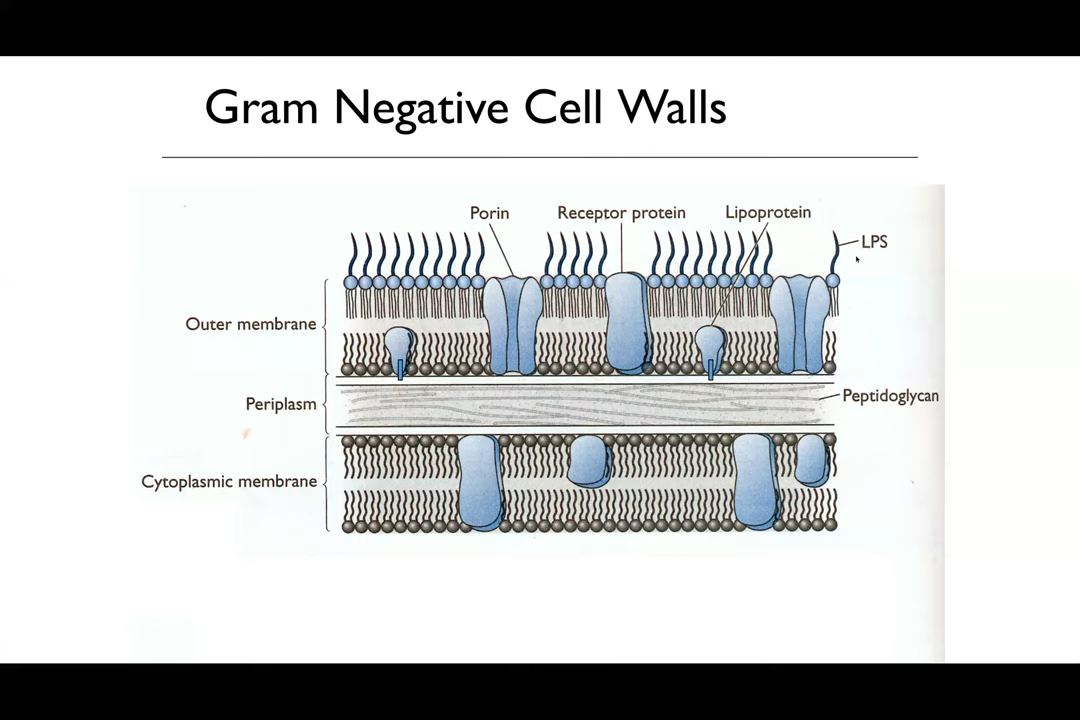 Gram Negative Cell Walls
Porin
Receptor protein
Lipoprotein
LPS
Outer membrane
Periplasm
Peptidoglycan
Cytoplasmic membrane